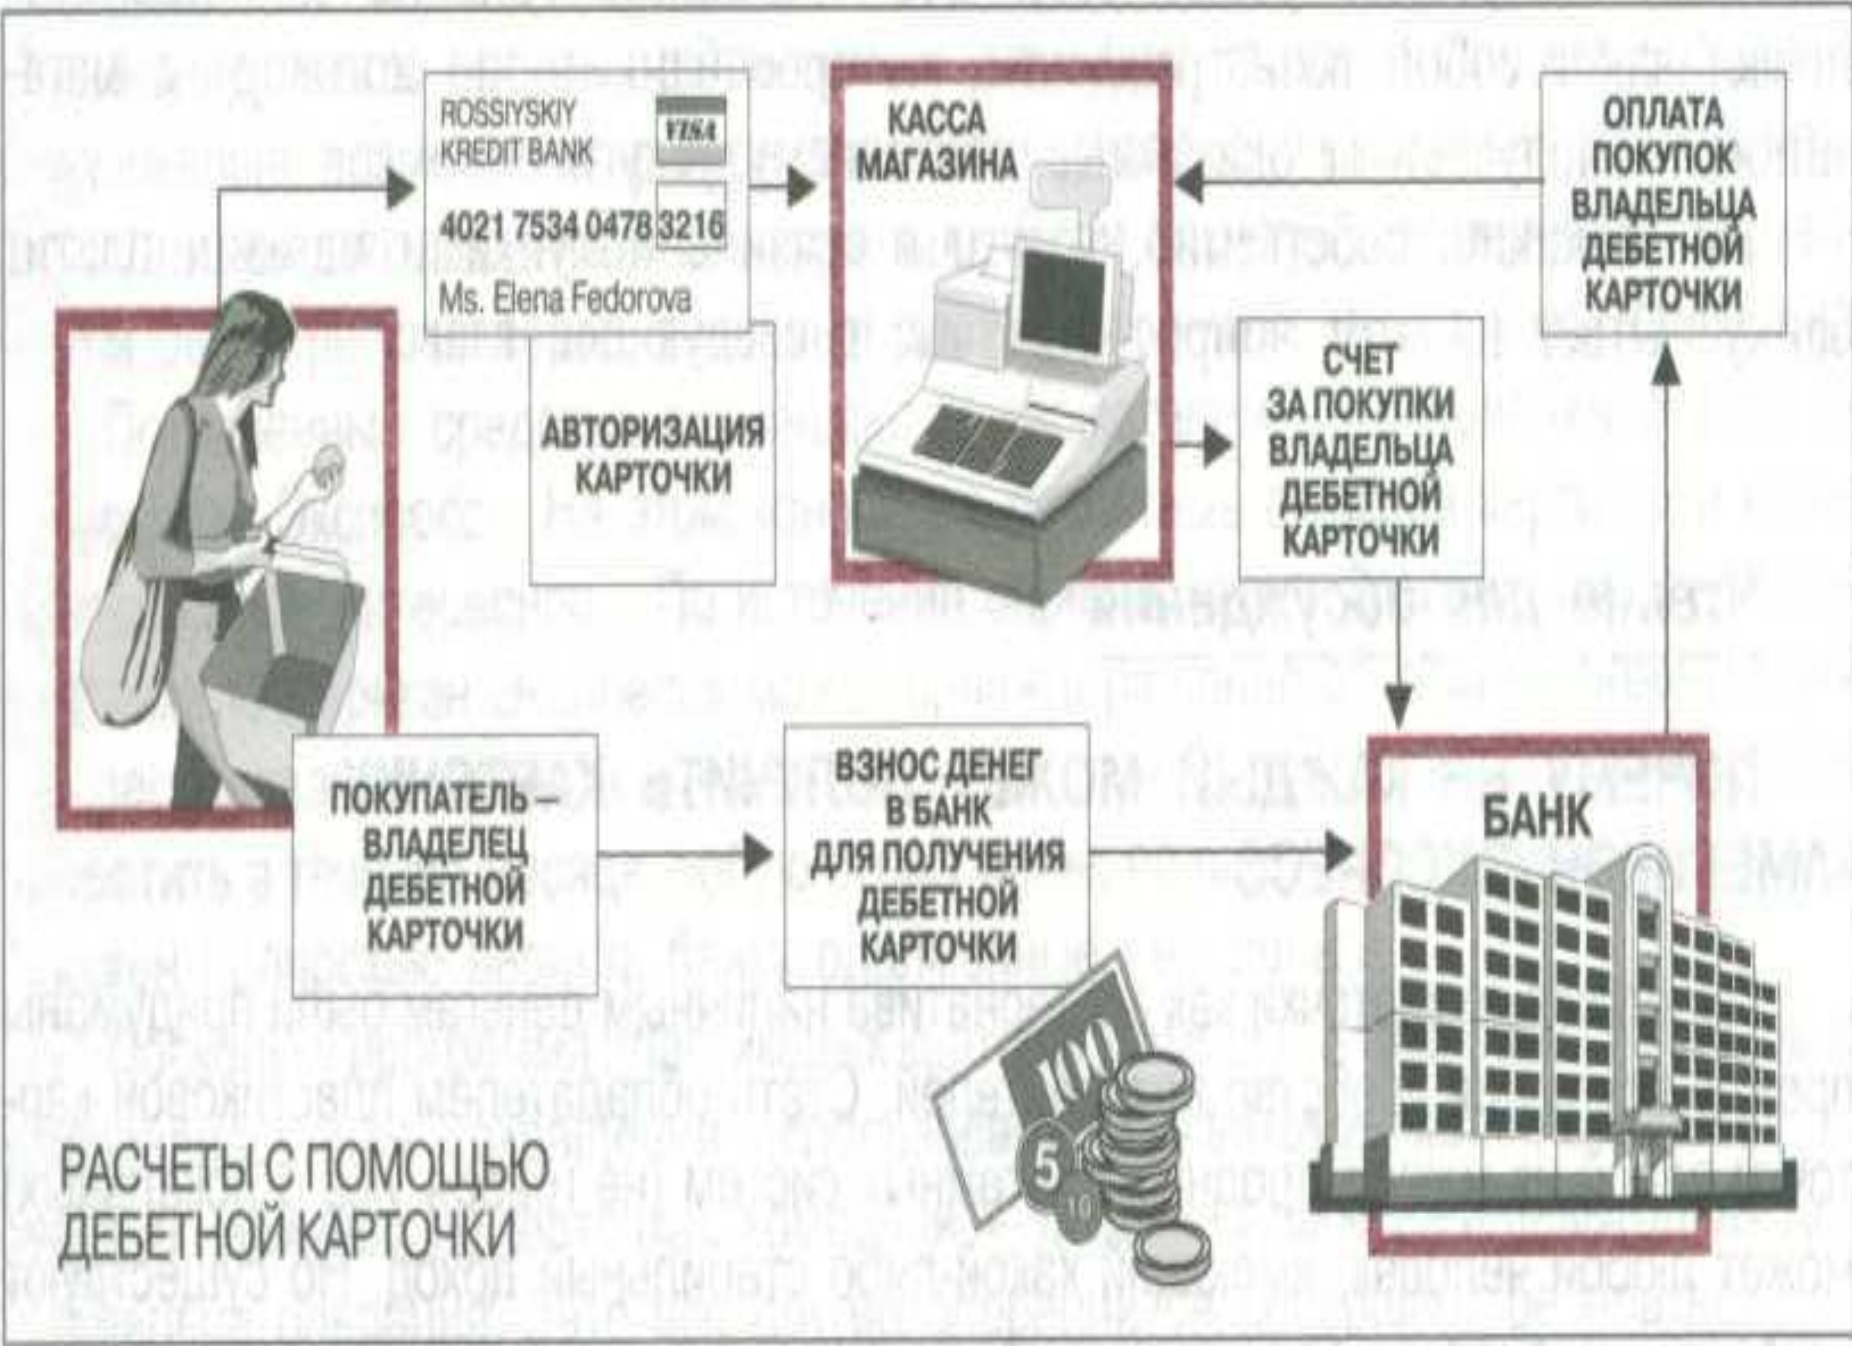 ROSSIYSKIY
KREDIT BANK
VISA
4021 7534 0478 3216
Ms. Elena Fedorova
АВТОРИЗАЦИЯ
КАРТОЧКИ
КАССА
МАГАЗИНА
СЧЕТ
ЗА ПОКУПКИ
ВЛАДЕЛЬЦА
ДЕБЕТНОЙ
КАРТОЧКИ
ОПЛАТА
ПОКУПОК
ВЛАДЕЛЬЦА
ДЕБЕТНОЙ
КАРТОЧКИ
ПОКУПАТЕЛЬ —
ВЛАДЕЛЕЦ
ДЕБЕТНОЙ
КАРТОЧКИ
ВЗНОС ДЕНЕГ
В БАНК
ДЛЯ ПОЛУЧЕНИЯ
ДЕБЕТНОЙ
КАРТОЧКИ
БАНК
100
5
10
РАСЧЕТЫ С ПОМОЩЬЮ
ДЕБЕТНОЙ КАРТОЧКИ